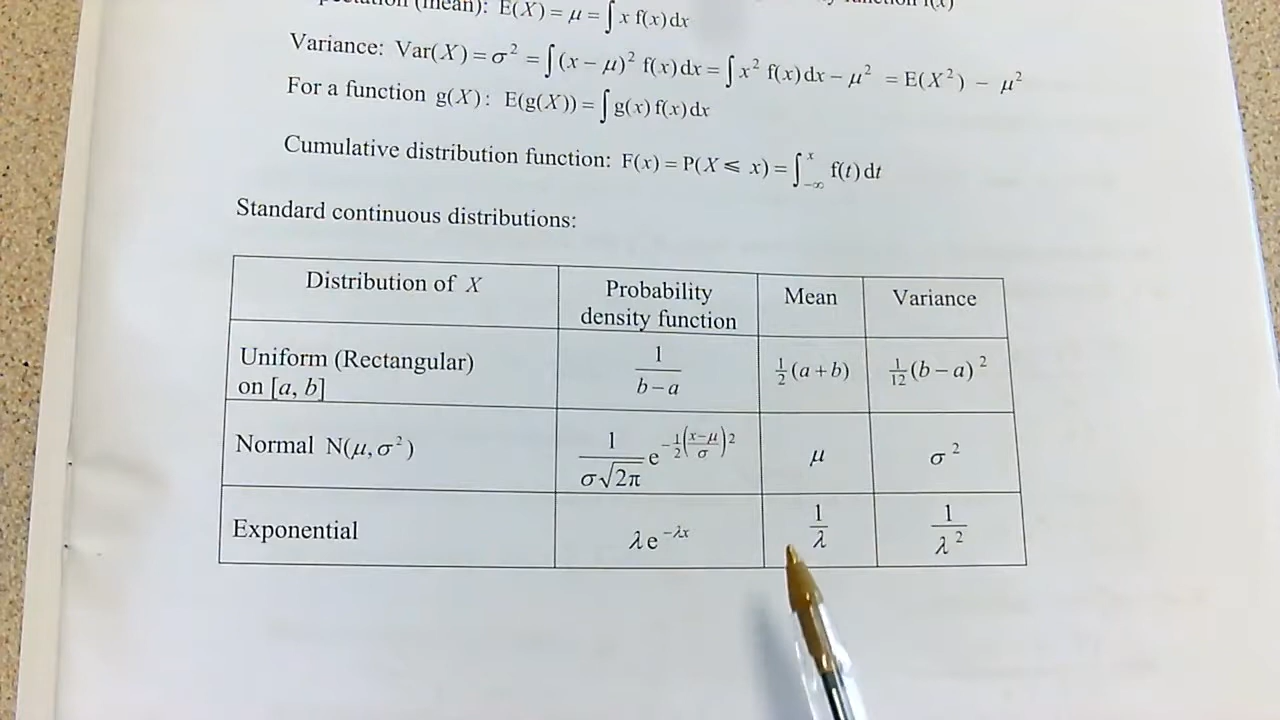 (mean): E(X) = μ = ∫ x f(x) dx
Variance: Var(X) = σ² = ∫(x − μ)² f(x) dx = ∫ x² f(x) dx − μ² = E(X²) − μ²
For a function g(X): E(g(X)) = ∫ g(x) f(x) dx
Cumulative distribution function: F(x) = P(X ⩽ x) = ∫_{−∞}^{x} f(t) dt
Standard continuous distributions:
Distribution of X
Probability
density function
Mean
Variance
Uniform (Rectangular)
on [a, b]
1/(b − a)
½(a + b)
1/12 (b − a)²
Normal N(μ, σ²)
1/(σ√2π) e^{−½((x−μ)/σ)²}
μ
σ²
Exponential
λe^{−λx}
1/λ
1/λ²